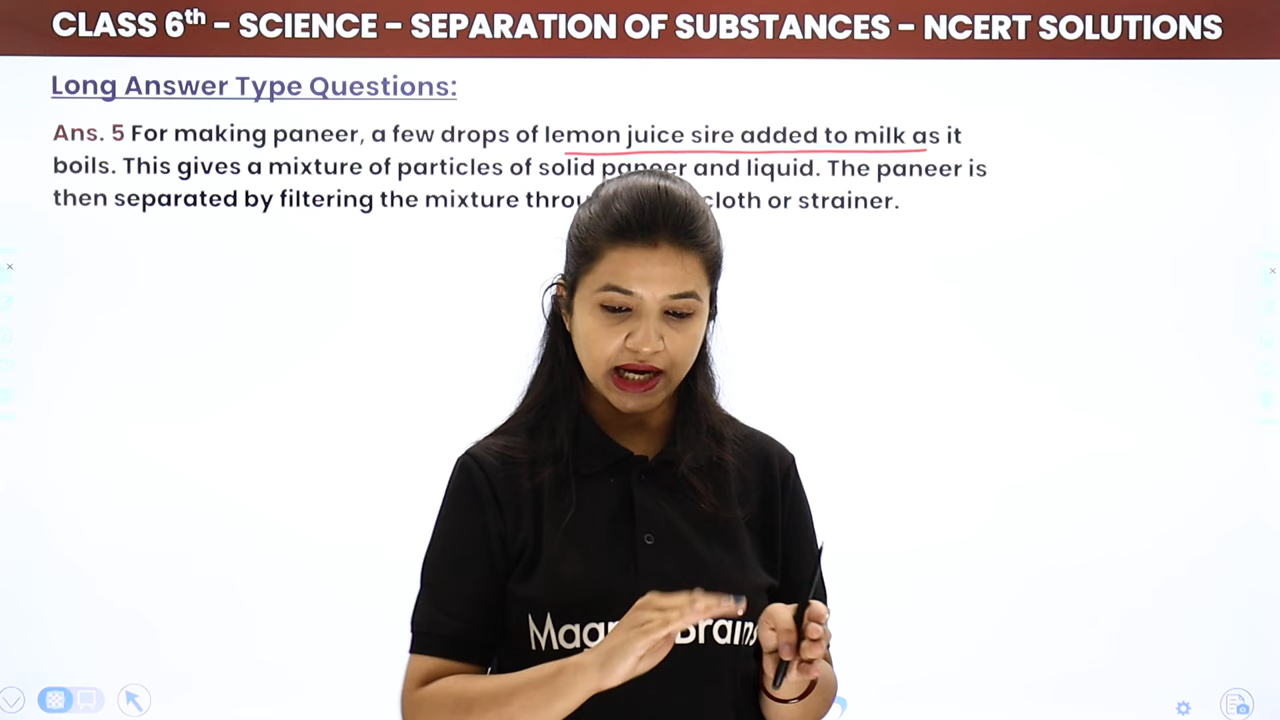 CLASS 6th – SCIENCE – SEPARATION OF SUBSTANCES – NCERT SOLUTIONS
Long Answer Type Questions:
Ans. 5 For making paneer, a few drops of lemon juice sire added to milk as it
boils. This gives a mixture of particles of solid paneer and liquid. The paneer is
then separated by filtering the mixture cloth or strainer.